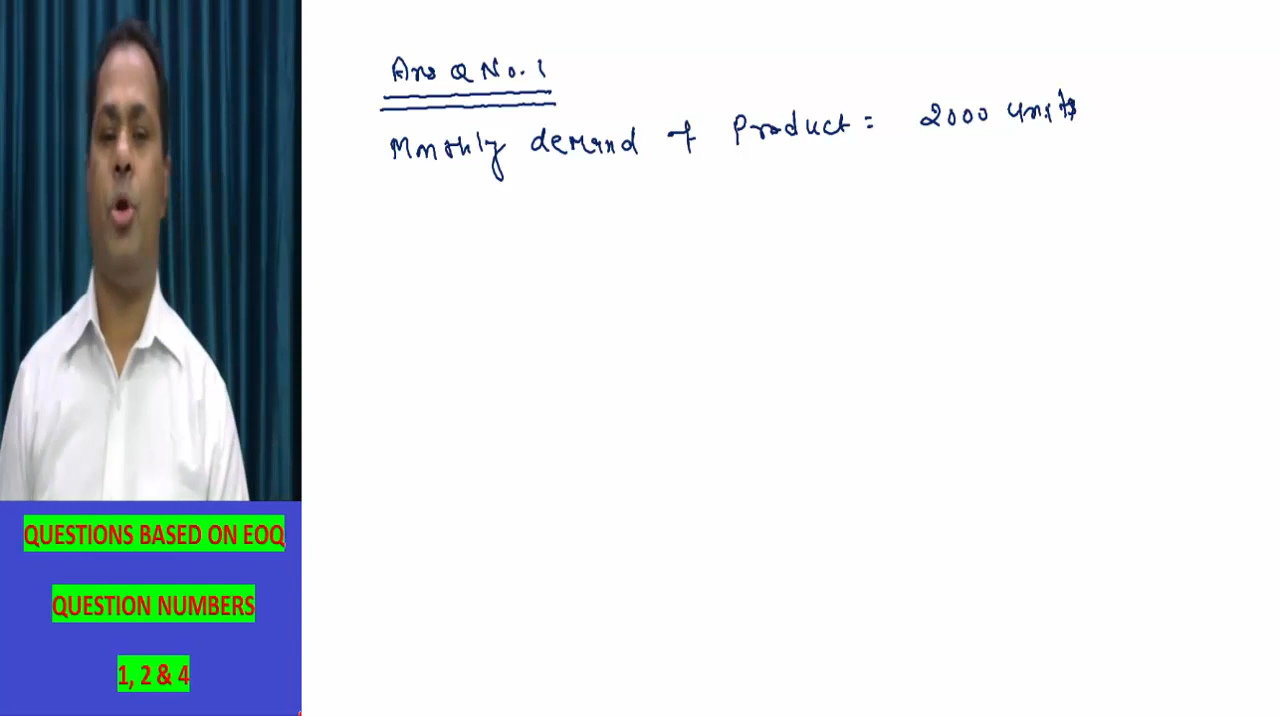 Ans Q No. 1
Monthly demand of Product = 2000 units
QUESTIONS BASED ON EOQ
QUESTION NUMBERS
1, 2 & 4